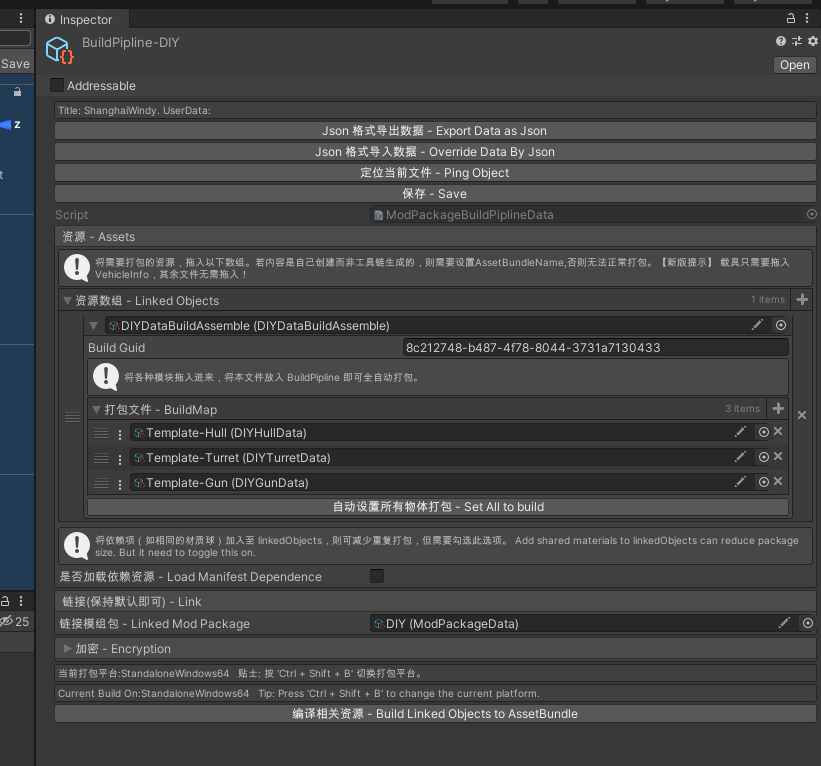 Inspector
BuildPipline-DIY
Save
Open
Addressable
z
Title: ShanghaiWindy. UserData:
Json 格式导出数据 - Export Data as Json
Json 格式导入数据 - Override Data By Json
定位当前文件 - Ping Object
t
保存 - Save
Script ModPackageBuildPiplineData
资源 - Assets
将需要打包的资源，拖入以下数组。若内容是自己创建而非工具链生成的，则需要设置AssetBundleName,否则无法正常打包。【新版提示】 载具只需要拖入
VehicleInfo，其余文件无需拖入！
资源数组 - Linked Objects 1 items
DIYDataBuildAssemble (DIYDataBuildAssemble)
Build Guid 8c212748-b487-4f78-8044-3731a7130433
将各种模块拖入进来，将本文件放入 BuildPipline 即可全自动打包。
打包文件 - BuildMap 3 items
Template-Hull (DIYHullData)
Template-Turret (DIYTurretData)
Template-Gun (DIYGunData)
自动设置所有物体打包 - Set All to build
将依赖项（如相同的材质球）加入至 linkedObjects，则可减少重复打包，但需要勾选此选项。 Add shared materials to linkedObjects can reduce package
size. But it need to toggle this on.
是否加载依赖资源 - Load Manifest Dependence
链接(保持默认即可) - Link
25
链接模组包 - Linked Mod Package DIY (ModPackageData)
加密 - Encryption
当前打包平台:StandaloneWindows64 贴士: 按 'Ctrl + Shift + B' 切换打包平台。
Current Build On:StandaloneWindows64 Tip: Press 'Ctrl + Shift + B' to change the current platform.
编译相关资源 - Build Linked Objects to AssetBundle